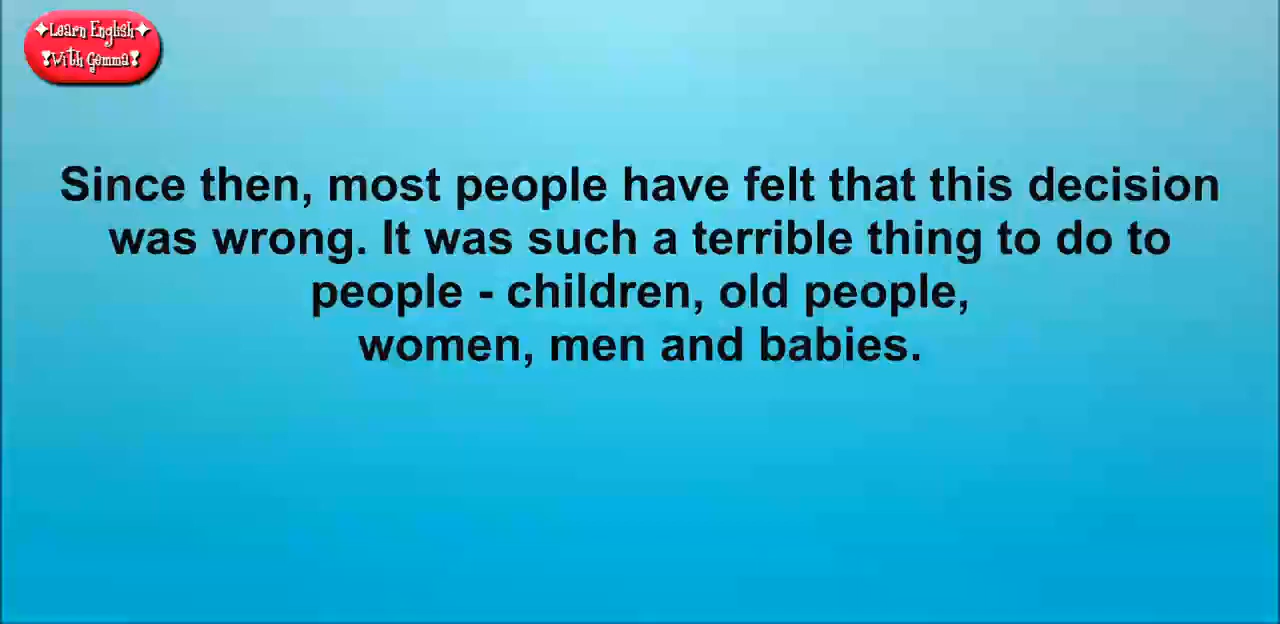 Learn English
With Gemma
Since then, most people have felt that this decision
was wrong. It was such a terrible thing to do to
people - children, old people,
women, men and babies.